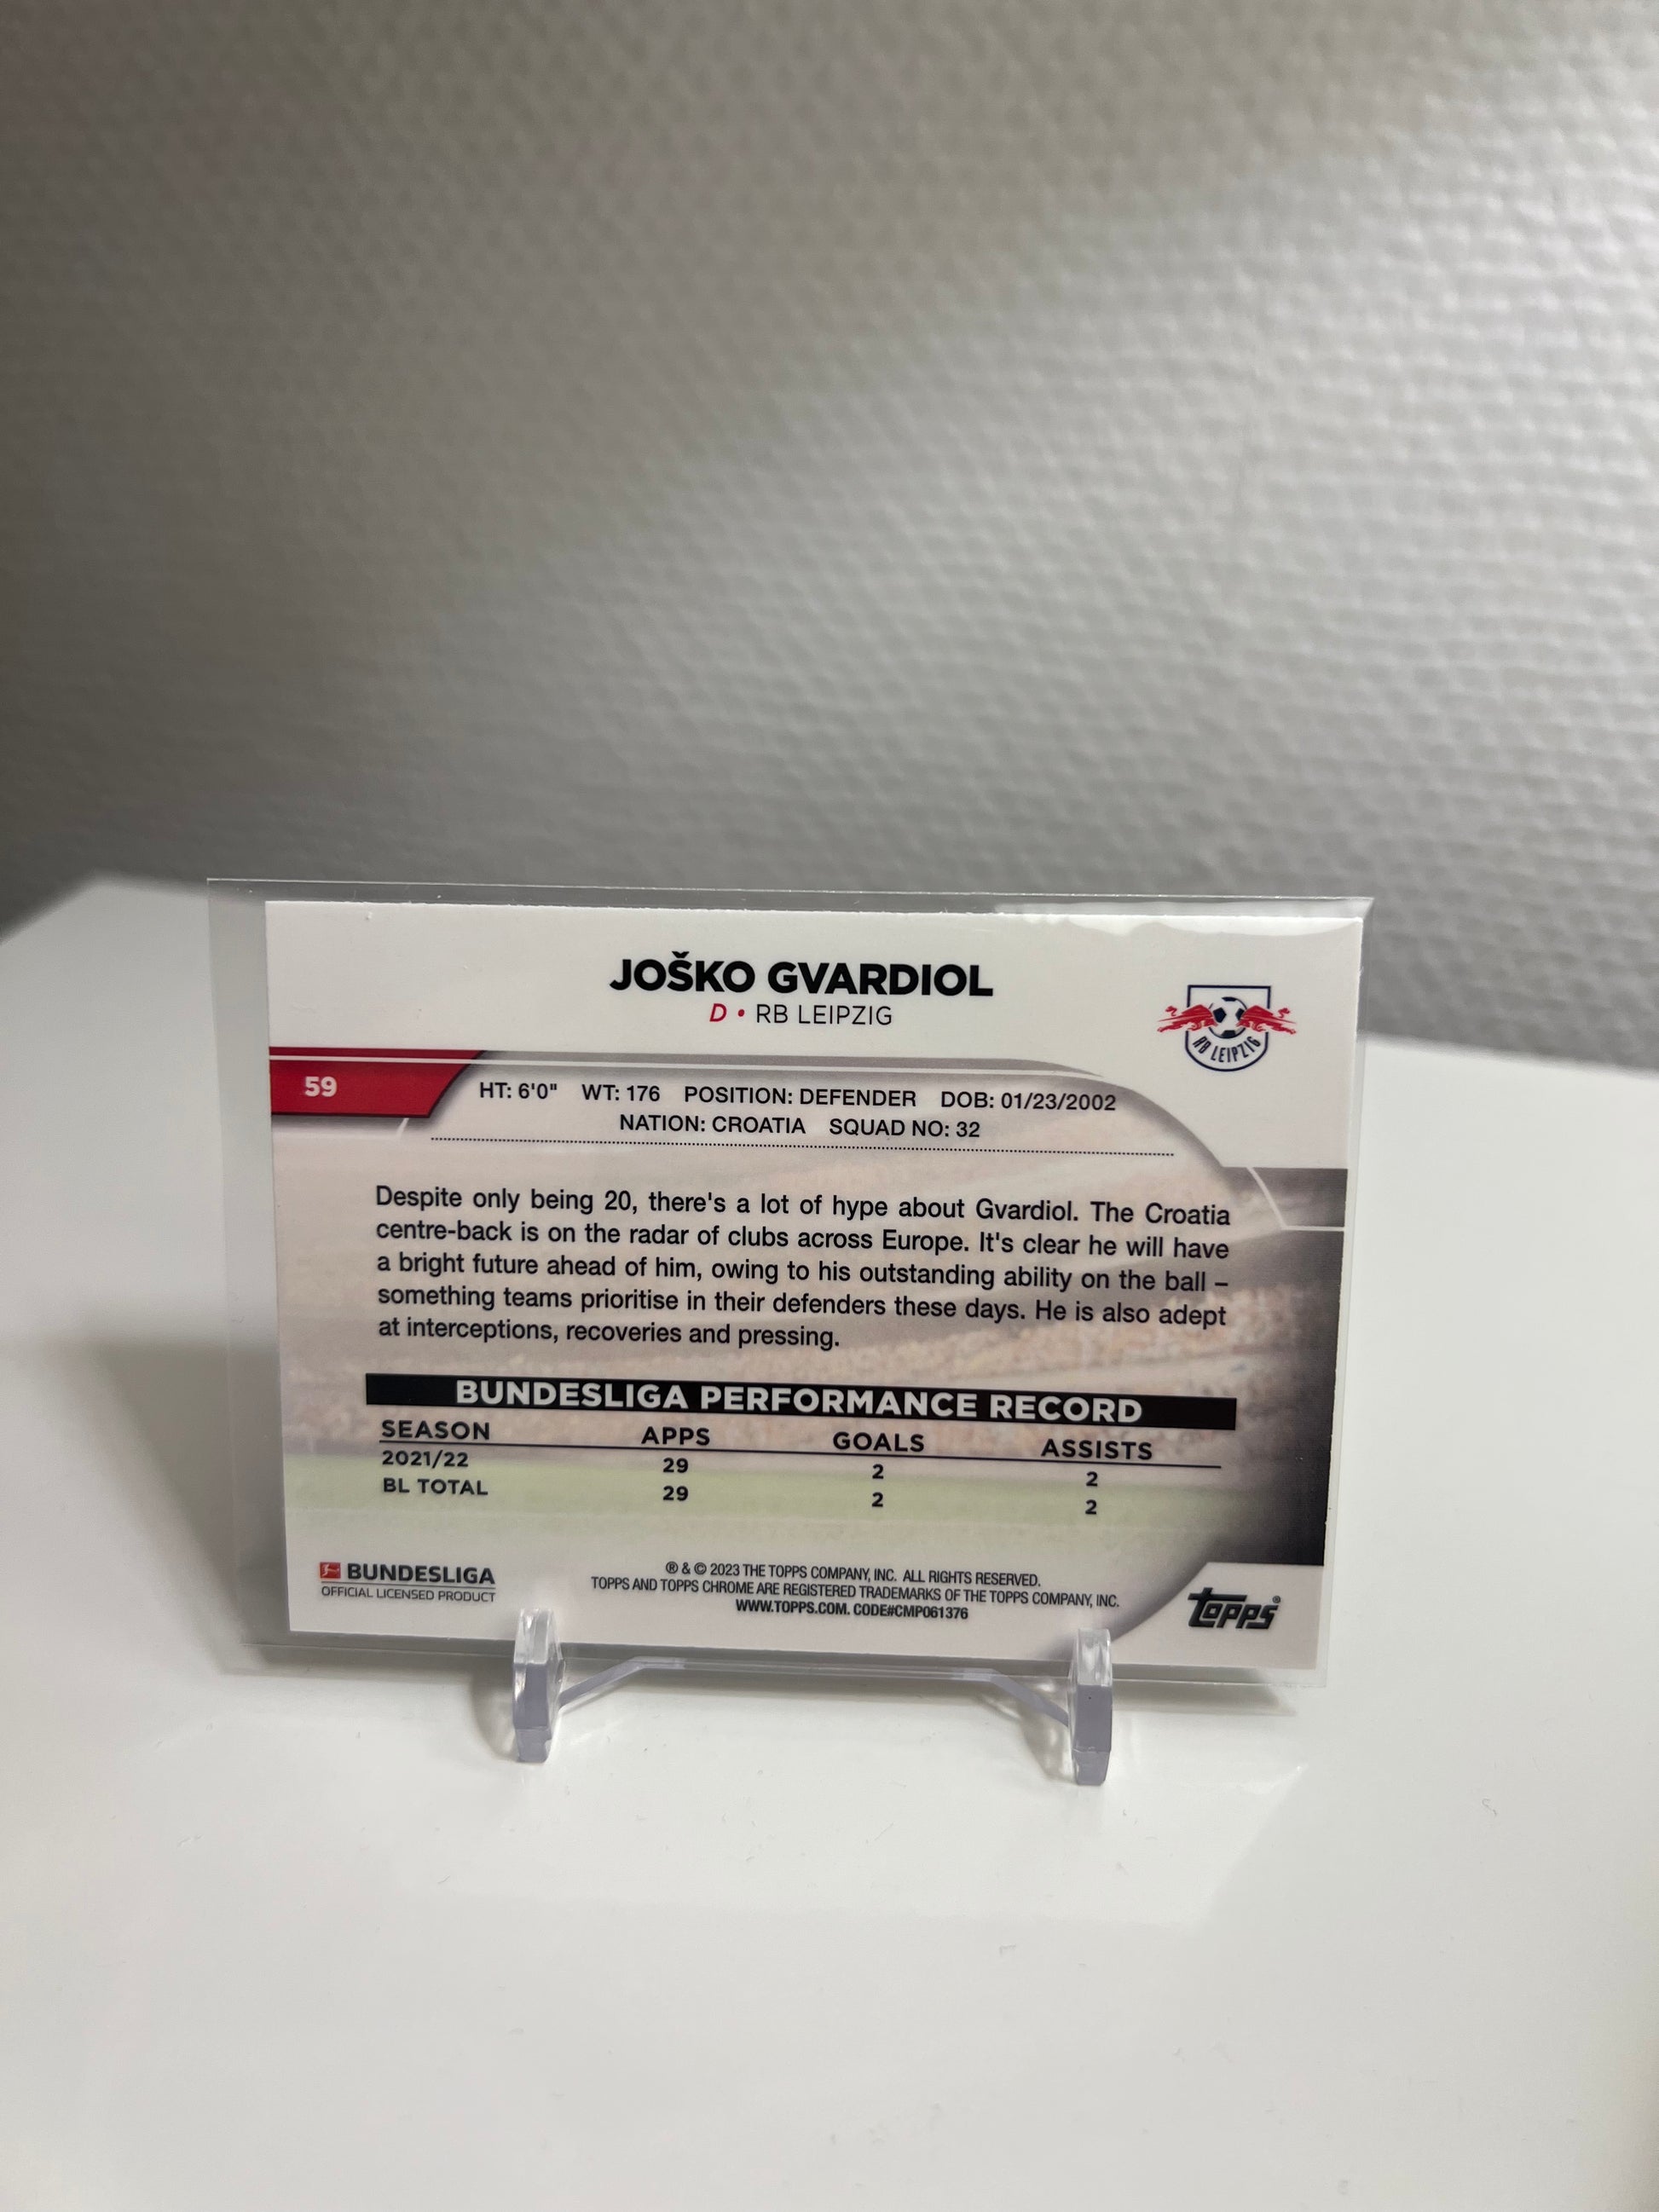 JOŠKO GVARDIOL
D • RB LEIPZIG
RB LEIPZIG
59
HT: 6'0" WT: 176 POSITION: DEFENDER DOB: 01/23/2002
NATION: CROATIA SQUAD NO: 32
Despite only being 20, there's a lot of hype about Gvardiol. The Croatia
centre-back is on the radar of clubs across Europe. It's clear he will have
a bright future ahead of him, owing to his outstanding ability on the ball –
something teams prioritise in their defenders these days. He is also adept
at interceptions, recoveries and pressing.
BUNDESLIGA PERFORMANCE RECORD
SEASON APPS GOALS ASSISTS
2021/22 29 2 2
BL TOTAL 29 2 2
BUNDESLIGA
OFFICIAL LICENSED PRODUCT
® & © 2023 THE TOPPS COMPANY, INC. ALL RIGHTS RESERVED.
TOPPS AND TOPPS CHROME ARE REGISTERED TRADEMARKS OF THE TOPPS COMPANY, INC.
WWW.TOPPS.COM. CODE#CMP061376
topps®